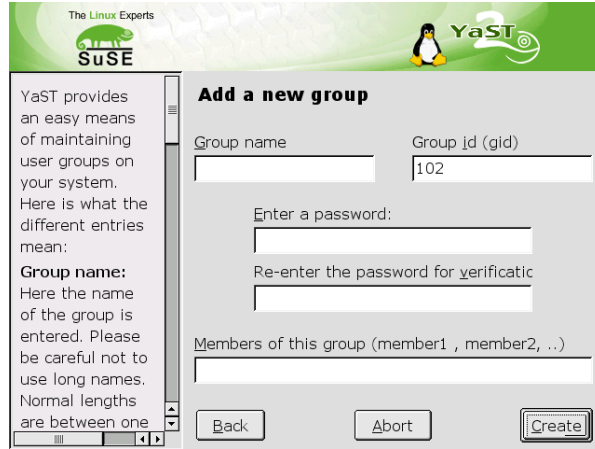 The Linux Experts
SuSE
YaST
2
YaST provides
an easy means
of maintaining
user groups on
your system.
Here is what the
different entries
mean:
Group name:
Here the name
of the group is
entered. Please
be careful not to
use long names.
Normal lengths
are between one
Add a new group
Group name
Group id (gid)
102
Enter a password:
Re-enter the password for verificatic
Members of this group (member1 , member2, ..)
Back
Abort
Create